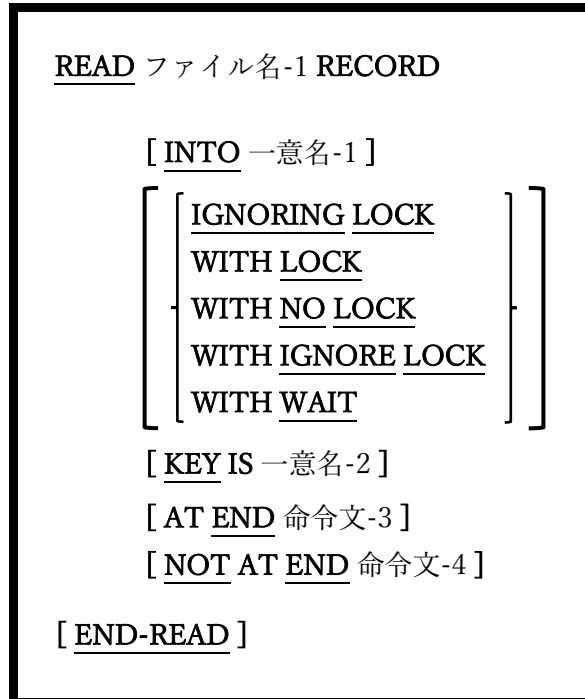 READ ファイル名-1 RECORD
[ INTO 一意名-1 ]
IGNORING LOCK
WITH LOCK
WITH NO LOCK
WITH IGNORE LOCK
WITH WAIT
[ KEY IS 一意名-2 ]
[ AT END 命令文-3 ]
[ NOT AT END 命令文-4 ]
[ END-READ ]